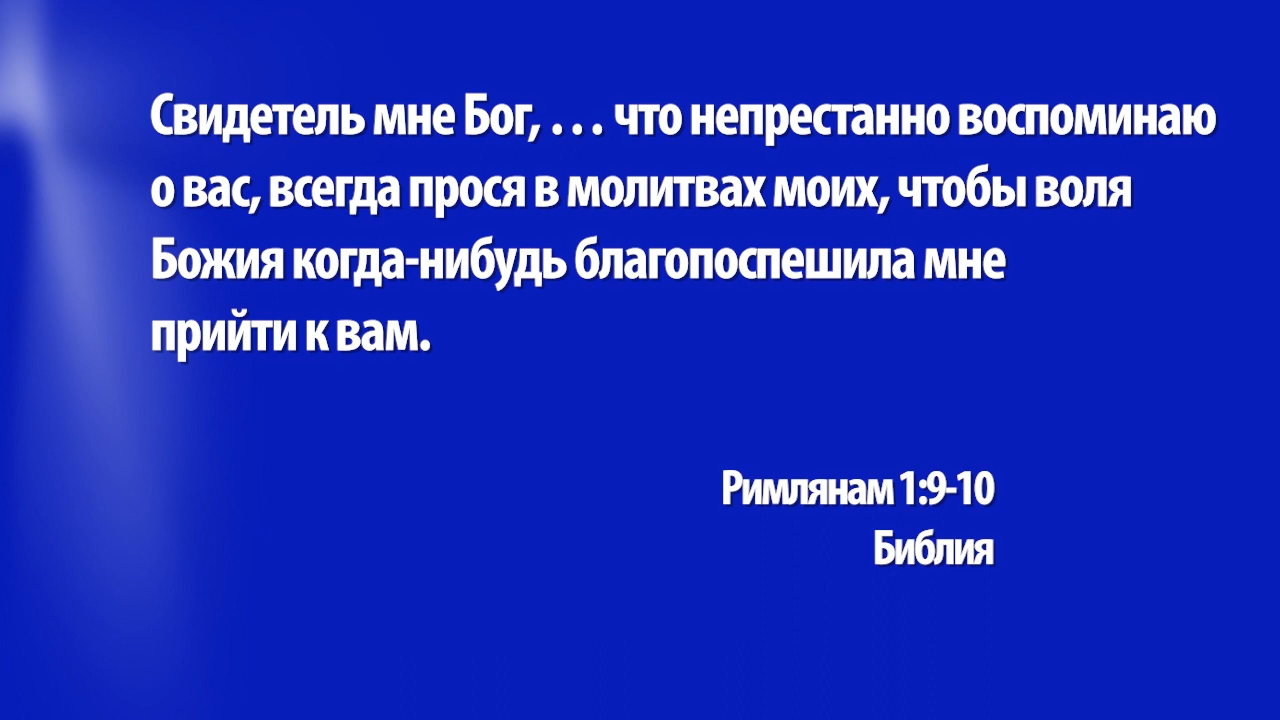 Свидетель мне Бог, . . . что непрестанно воспоминаю
о вас, всегда прося в молитвах моих, чтобы воля
Божия когда-нибудь благопоспешила мне
прийти к вам.
Римлянам 1:9-10
Библия